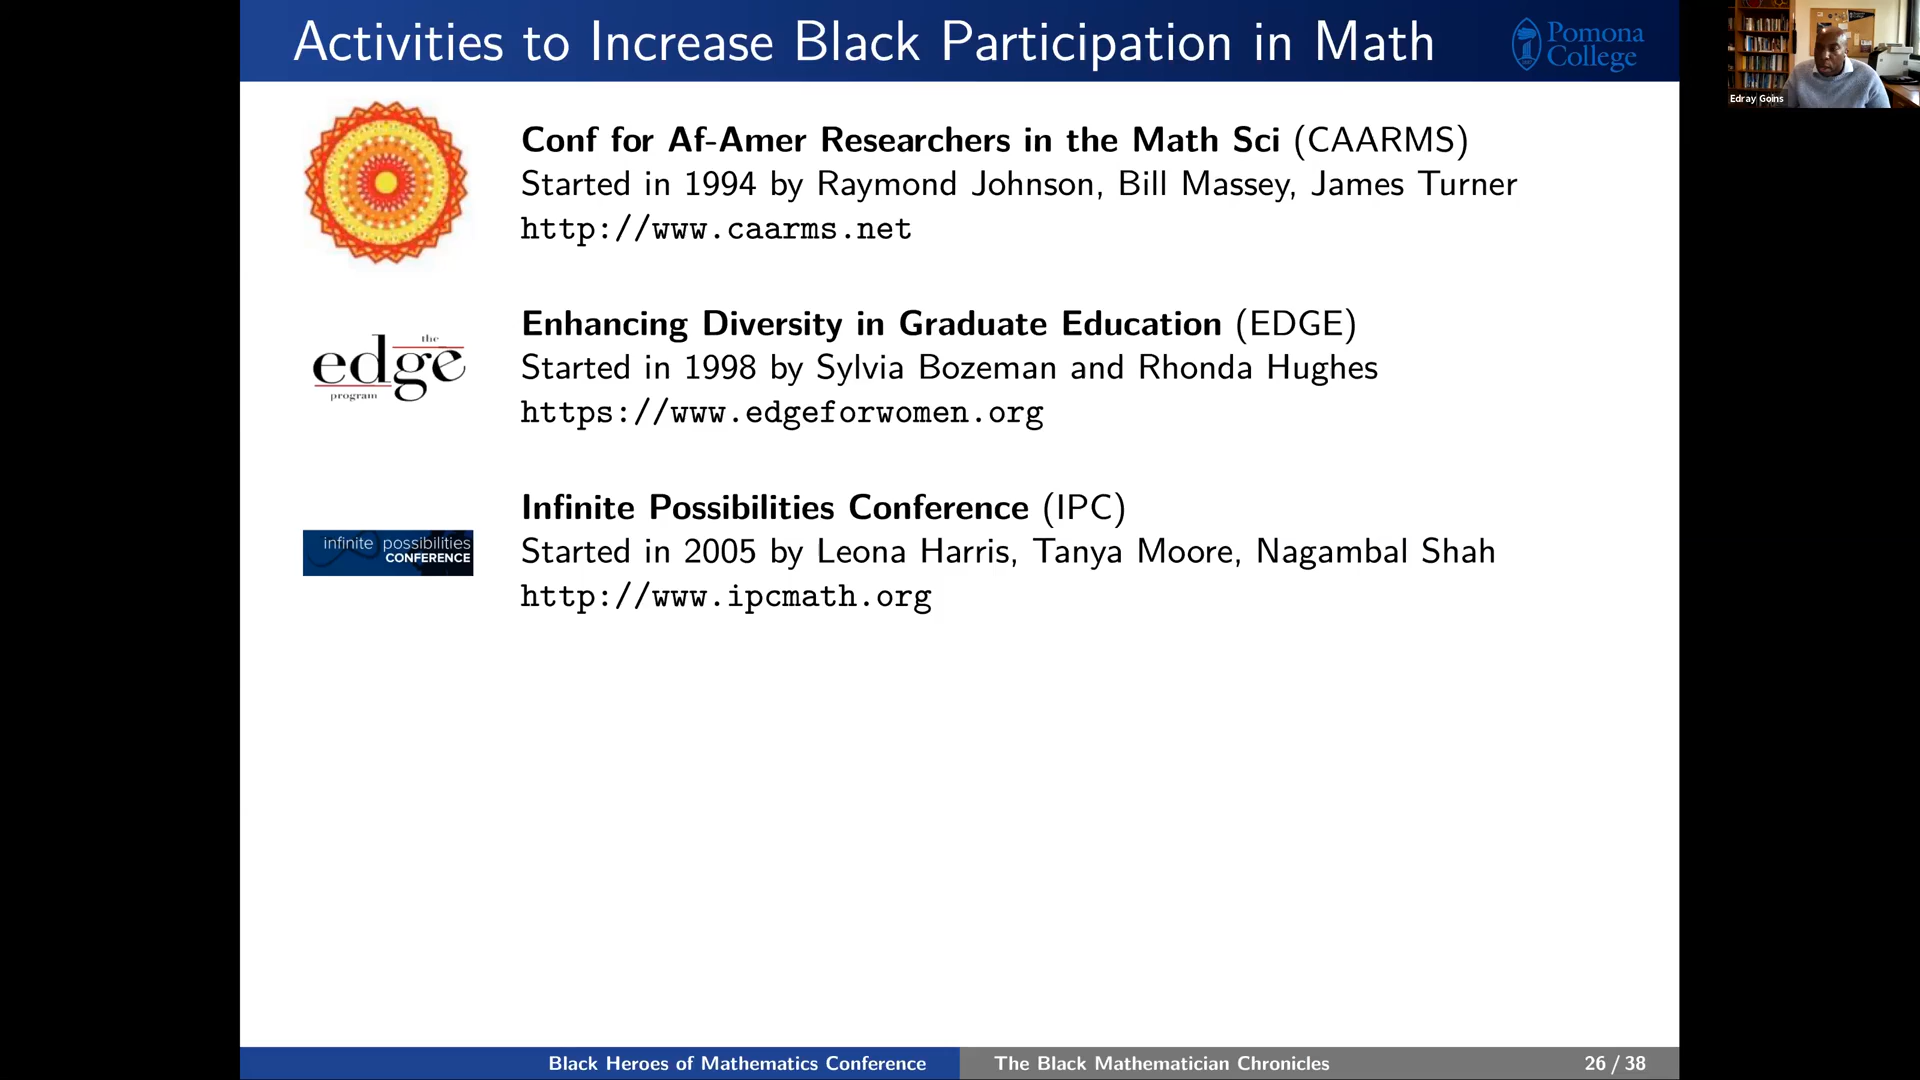 Activities to Increase Black Participation in Math
Pomona
College
Edray Goins
Conf for Af-Amer Researchers in the Math Sci (CAARMS)
Started in 1994 by Raymond Johnson, Bill Massey, James Turner
http://www.caarms.net
the
edge
program
Enhancing Diversity in Graduate Education (EDGE)
Started in 1998 by Sylvia Bozeman and Rhonda Hughes
https://www.edgeforwomen.org
infinite possibilities
CONFERENCE
Infinite Possibilities Conference (IPC)
Started in 2005 by Leona Harris, Tanya Moore, Nagambal Shah
http://www.ipcmath.org
Black Heroes of Mathematics Conference
The Black Mathematician Chronicles
26 / 38